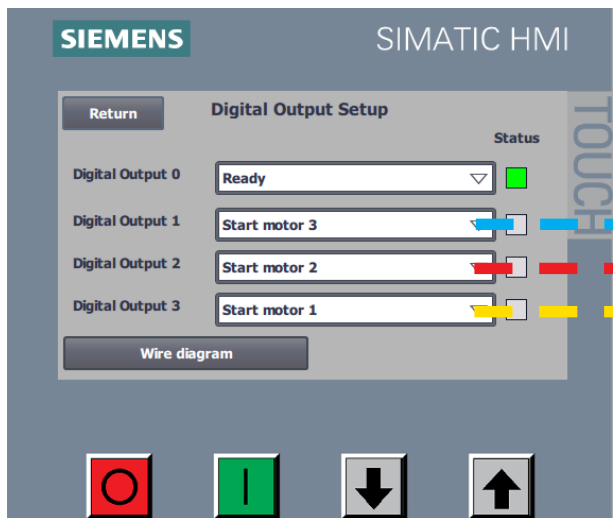 SIEMENS
SIMATIC HMI
TOUCH
Return
Digital Output Setup
Status
Digital Output 0
Ready
Digital Output 1
Start motor 3
Digital Output 2
Start motor 2
Digital Output 3
Start motor 1
Wire diagram